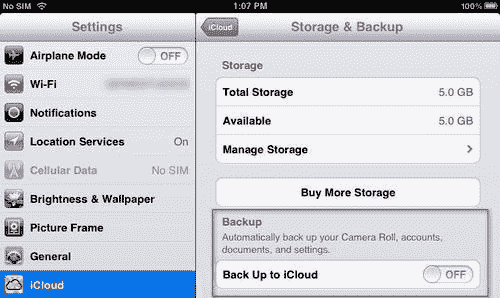 No SIM
1:07 PM
100%
Settings
Airplane Mode OFF
Wi-Fi
Notifications
Location Services On
Cellular Data No SIM
Brightness & Wallpaper
Picture Frame
General
iCloud
iCloud
Storage & Backup
Storage
Total Storage 5.0 GB
Available 5.0 GB
Manage Storage
Buy More Storage
Backup
Automatically back up your Camera Roll, accounts,
documents, and settings.
Back Up to iCloud OFF